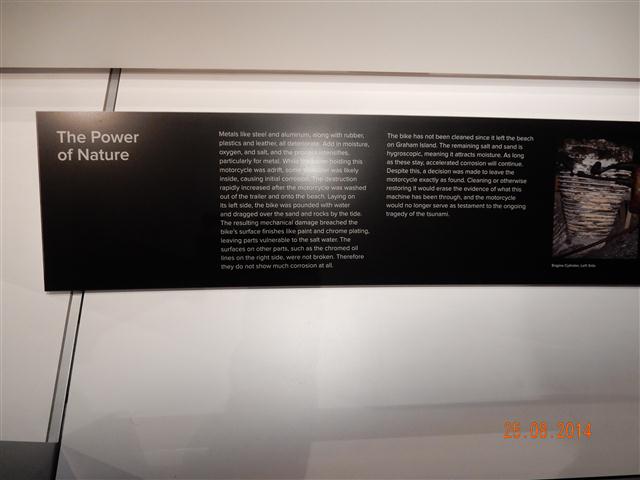 The Power
of Nature
Metals like steel and aluminum, along with rubber,
plastics and leather, all deteriorate. Add in moisture,
oxygen, and salt, and the process intensifies,
particularly for metal. While the trailer holding this
motorcycle was adrift, some water was likely
inside, causing initial corrosion. The destruction
rapidly increased after the motorcycle was washed
out of the trailer and onto the beach. Laying on
its left side, the bike was pounded with water
and dragged over the sand and rocks by the tide.
The resulting mechanical damage breached the
bike's surface finishes like paint and chrome plating,
leaving parts vulnerable to the salt water. The
surfaces on other parts, such as the chromed oil
lines on the right side, were not broken. Therefore
they do not show much corrosion at all.
The bike has not been cleaned since it left the beach
on Graham Island. The remaining salt and sand is
hygroscopic, meaning it attracts moisture. As long
as these stay, accelerated corrosion will continue.
Despite this, a decision was made to leave the
motorcycle exactly as found. Cleaning or otherwise
restoring it would erase the evidence of what this
machine has been through, and the motorcycle
would no longer serve as testament to the ongoing
tragedy of the tsunami.
Engine Cylinder, Left Side
25.08.2014